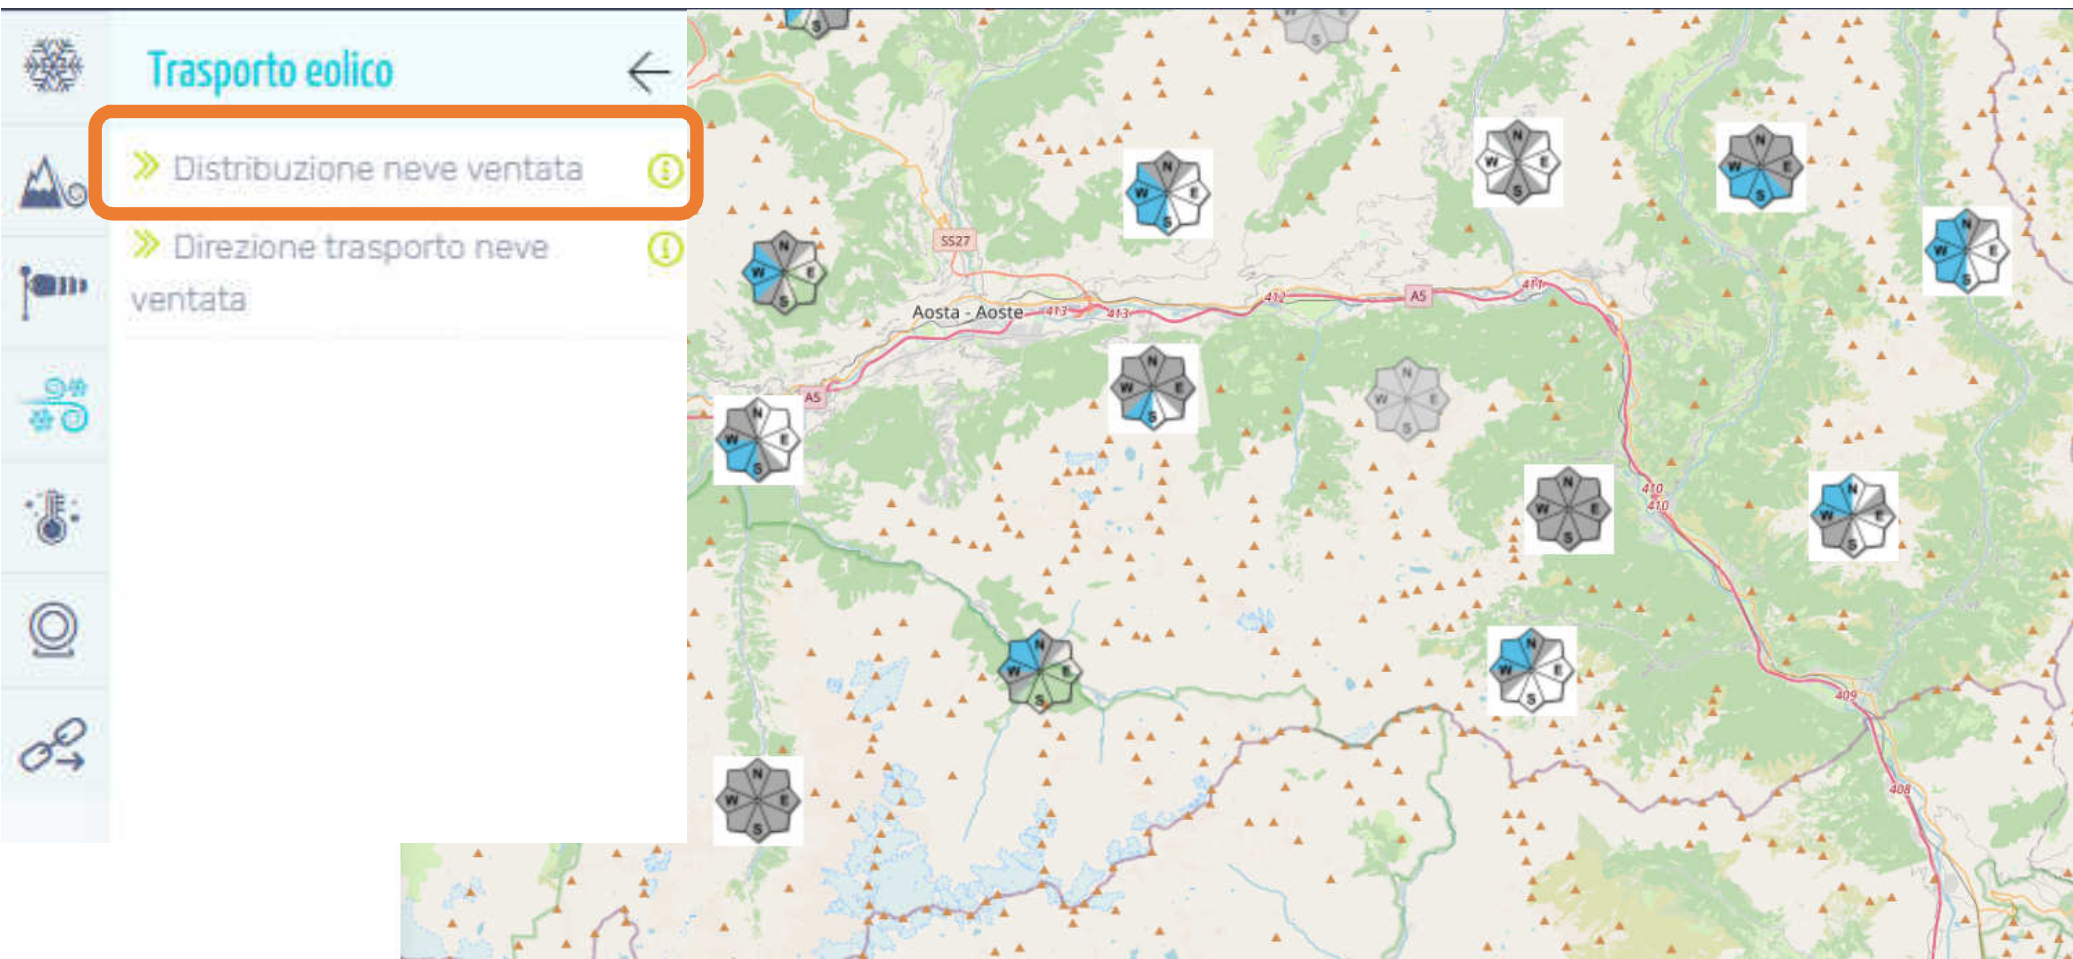 Trasporto eolico
Distribuzione neve ventata
Direzione trasporto neve
ventata
S
N
W E
S
N
W E
S
N
W E
S
N
W E
S
SS27
N
W E
S
Aosta - Aoste
413
413
412
A5
411
N
W E
S
N
W E
S
A5
N
W E
S
410
410
N
W E
S
N
W E
S
N
W E
S
N
W E
S
409
N
W E
S
408